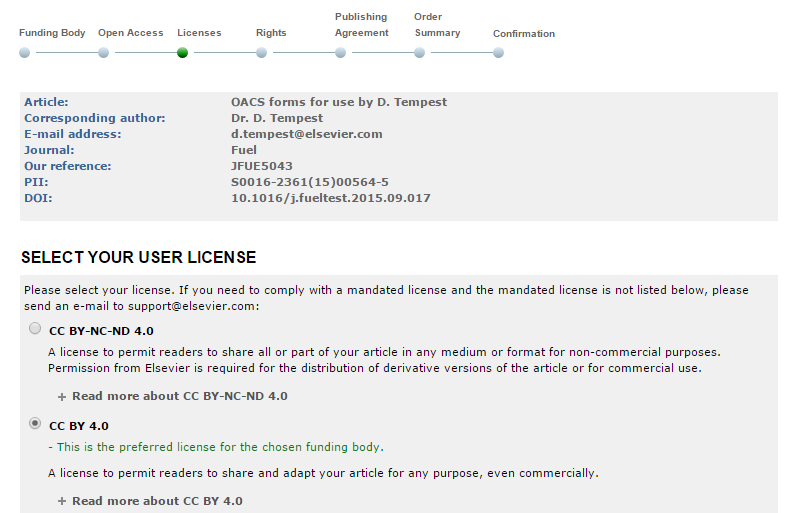 Funding Body Open Access Licenses Rights Publishing Agreement Order Summary Confirmation
Article: OACS forms for use by D. Tempest
Corresponding author: Dr. D. Tempest
E-mail address: d.tempest@elsevier.com
Journal: Fuel
Our reference: JFUE5043
PII: S0016-2361(15)00564-5
DOI: 10.1016/j.fueltest.2015.09.017
SELECT YOUR USER LICENSE
Please select your license. If you need to comply with a mandated license and the mandated license is not listed below, please
send an e-mail to support@elsevier.com:
CC BY-NC-ND 4.0
A license to permit readers to share all or part of your article in any medium or format for non-commercial purposes.
Permission from Elsevier is required for the distribution of derivative versions of the article or for commercial use.
+ Read more about CC BY-NC-ND 4.0
CC BY 4.0
- This is the preferred license for the chosen funding body.
A license to permit readers to share and adapt your article for any purpose, even commercially.
+ Read more about CC BY 4.0